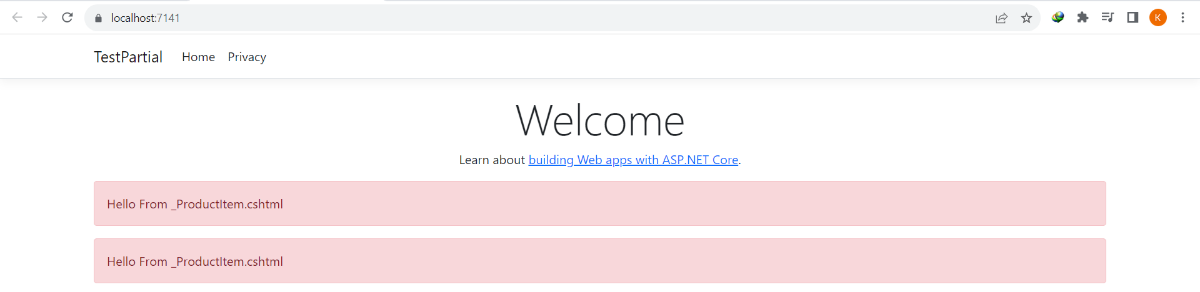 localhost:7141
K
TestPartial Home Privacy
Welcome
Learn about building Web apps with ASP.NET Core.
Hello From _ProductItem.cshtml
Hello From _ProductItem.cshtml